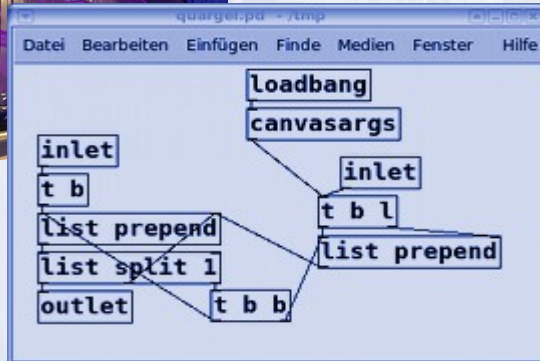 quargel.pd - /tmp
Datei Bearbeiten Einfügen Finde Medien Fenster Hilfe
loadbang
canvasargs
inlet
inlet
t b
t b l
list prepend
list prepend
list split 1
outlet
t b b